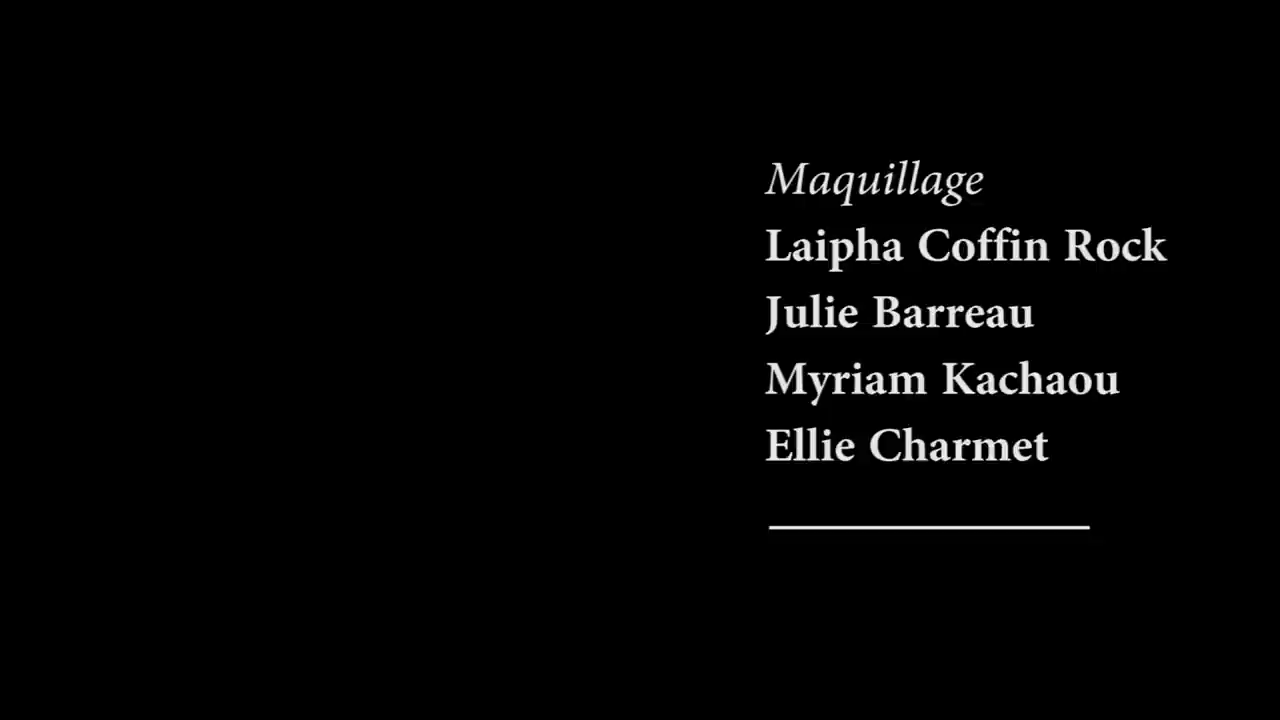 Maquillage
Laipha Coffin Rock
Julie Barreau
Myriam Kachaou
Ellie Charmet